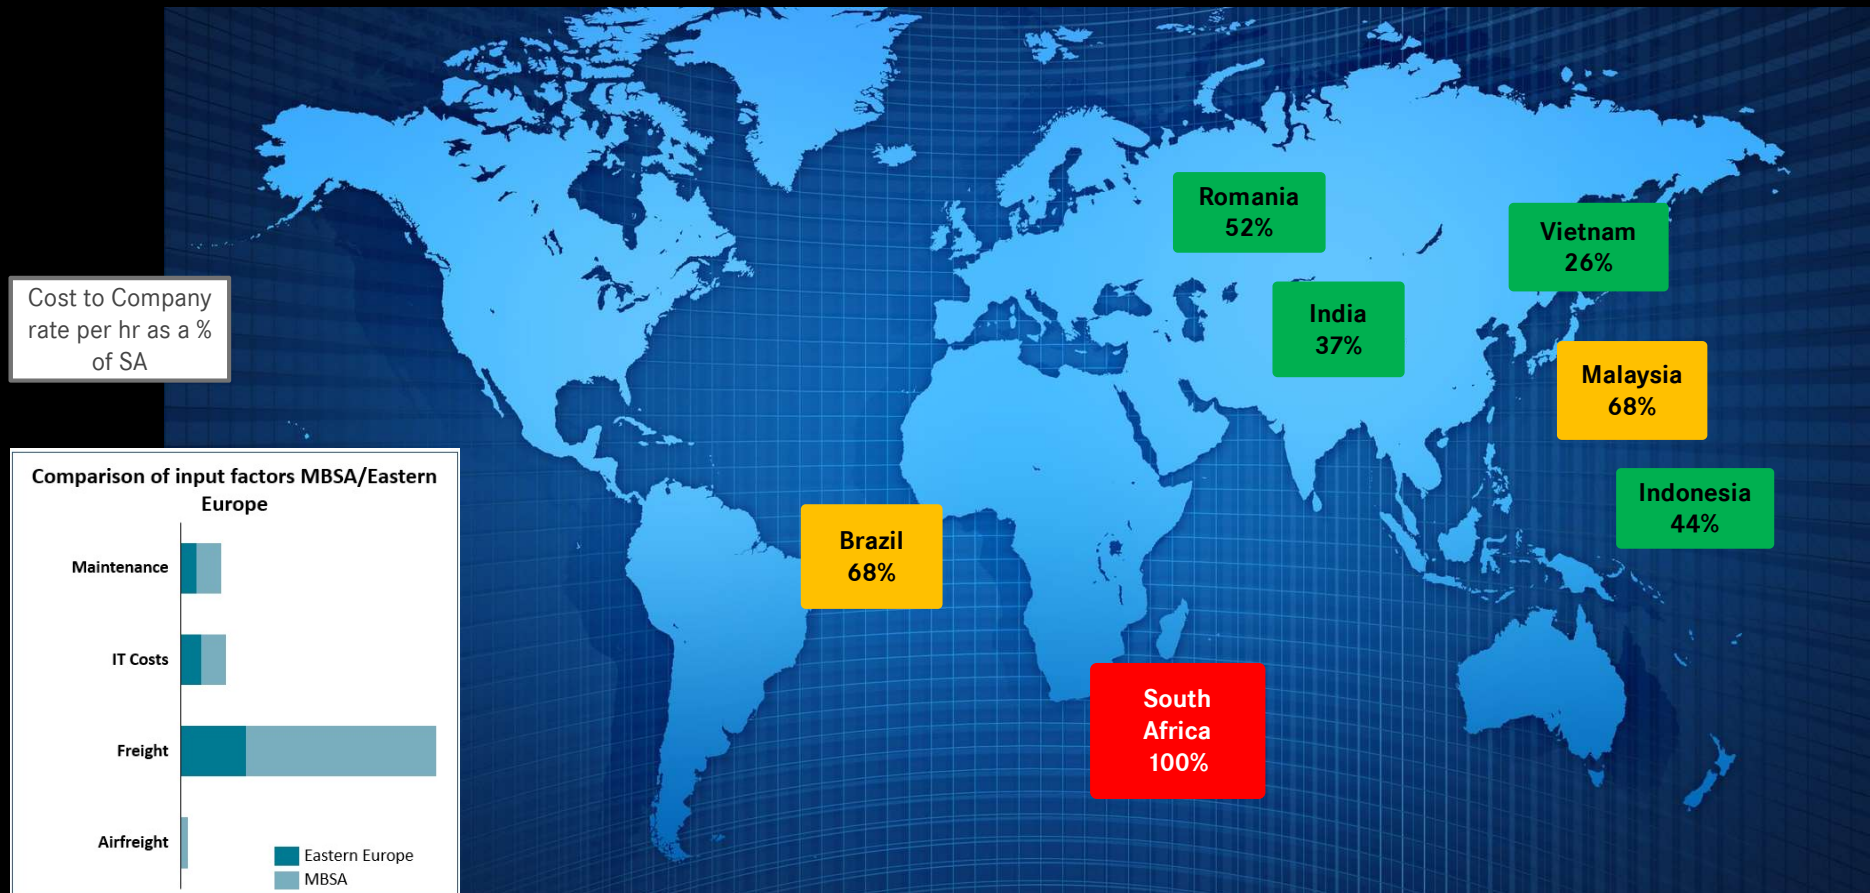 Cost to Company
rate per hr as a %
of SA
Romania
52%
Vietnam
26%
India
37%
Malaysia
68%
Indonesia
44%
Brazil
68%
South
Africa
100%
Comparison of input factors MBSA/Eastern
Europe
Maintenance
IT Costs
Freight
Airfreight
Eastern Europe
MBSA